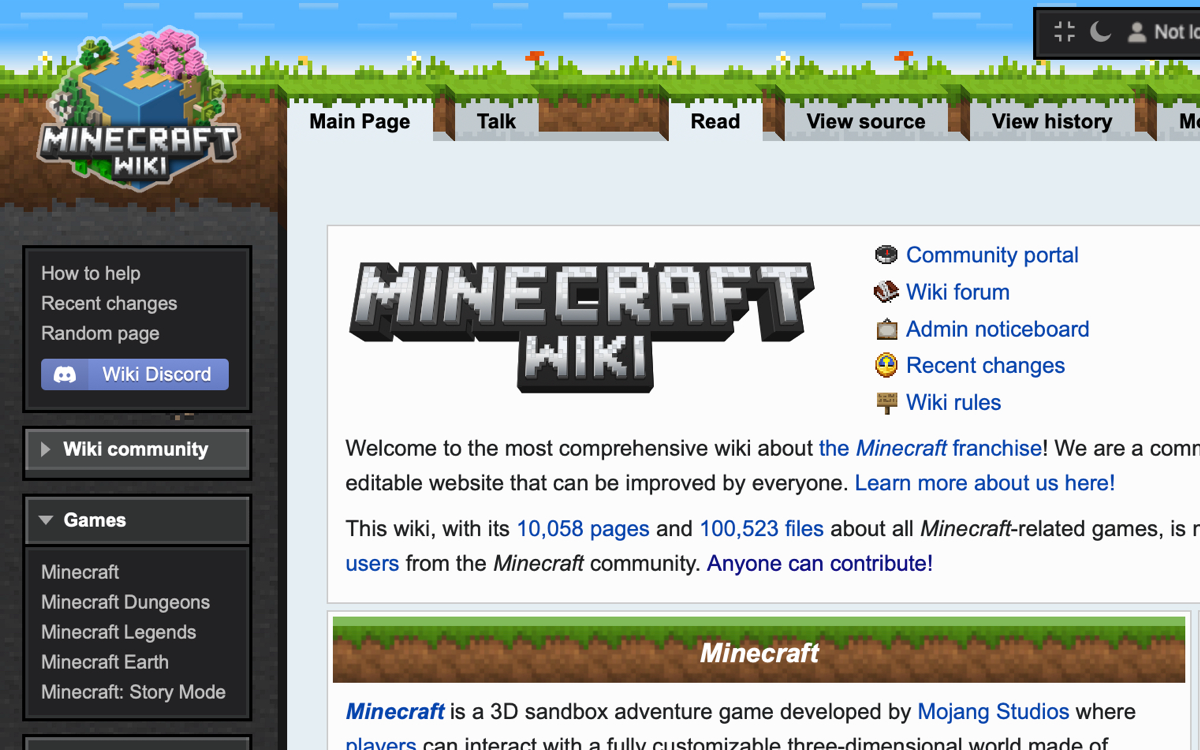 MINECRAFT
WIKI
Not
Main Page
Talk
Read
View source
View history
How to help
Recent changes
Random page
Wiki Discord
Wiki community
Games
Minecraft
Minecraft Dungeons
Minecraft Legends
Minecraft Earth
Minecraft: Story Mode
MINECRAFT
WIKI
Community portal
Wiki forum
Admin noticeboard
Recent changes
Wiki rules
Welcome to the most comprehensive wiki about the Minecraft franchise! We are a
editable website that can be improved by everyone. Learn more about us here!
This wiki, with its 10,058 pages and 100,523 files about all Minecraft-related games, is
users from the Minecraft community. Anyone can contribute!
Minecraft
Minecraft is a 3D sandbox adventure game developed by Mojang Studios where
players can interact with a fully customizable three-dimensional world made of